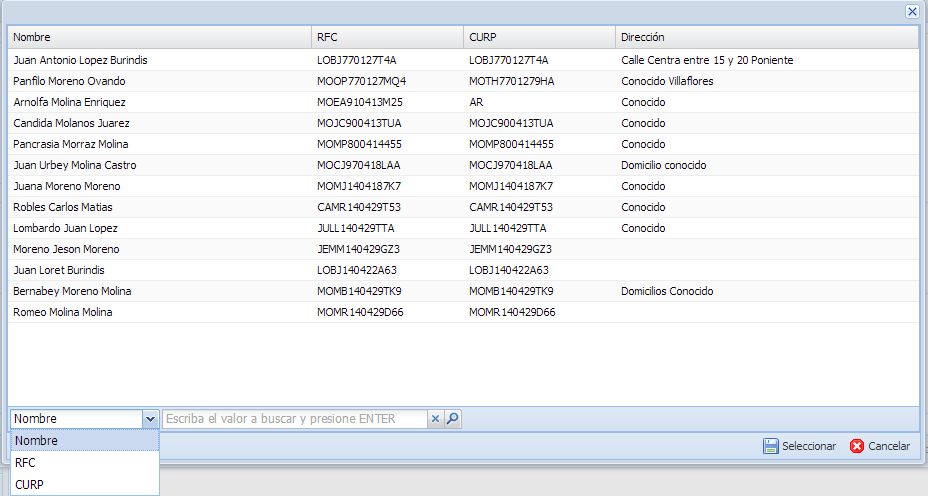 Nombre RFC CURP Dirección
Juan Antonio Lopez Burindis LOBJ770127T4A LOBJ770127T4A Calle Centra entre 15 y 20 Poniente
Panfilo Moreno Ovando MOOP770127MQ4 MOTH7701279HA Conocido Villaflores
Arnolfa Molina Enriquez MOEA910413M25 AR Conocido
Candida Molanos Juarez MOJC900413TUA MOJC900413TUA Conocido
Pancrasia Morraz Molina MOMP800414455 MOMP800414455 Conocido
Juan Urbey Molina Castro MOCJ970418LAA MOCJ970418LAA Domicilio conocido
Juana Moreno Moreno MOMJ1404187K7 MOMJ1404187K7 Conocido
Robles Carlos Matias CAMR140429T53 CAMR140429T53 Conocido
Lombardo Juan Lopez JULL140429TTA JULL140429TTA Conocido
Moreno Jeson Moreno JEMM140429GZ3 JEMM140429GZ3
Juan Loret Burindis LOBJ140422A63 LOBJ140422A63
Bernabey Moreno Molina MOMB140429TK9 MOMB140429TK9 Domicilios Conocido
Romeo Molina Molina MOMR140429D66 MOMR140429D66
Nombre Escriba el valor a buscar y presione ENTER
Nombre
RFC
CURP
Seleccionar Cancelar